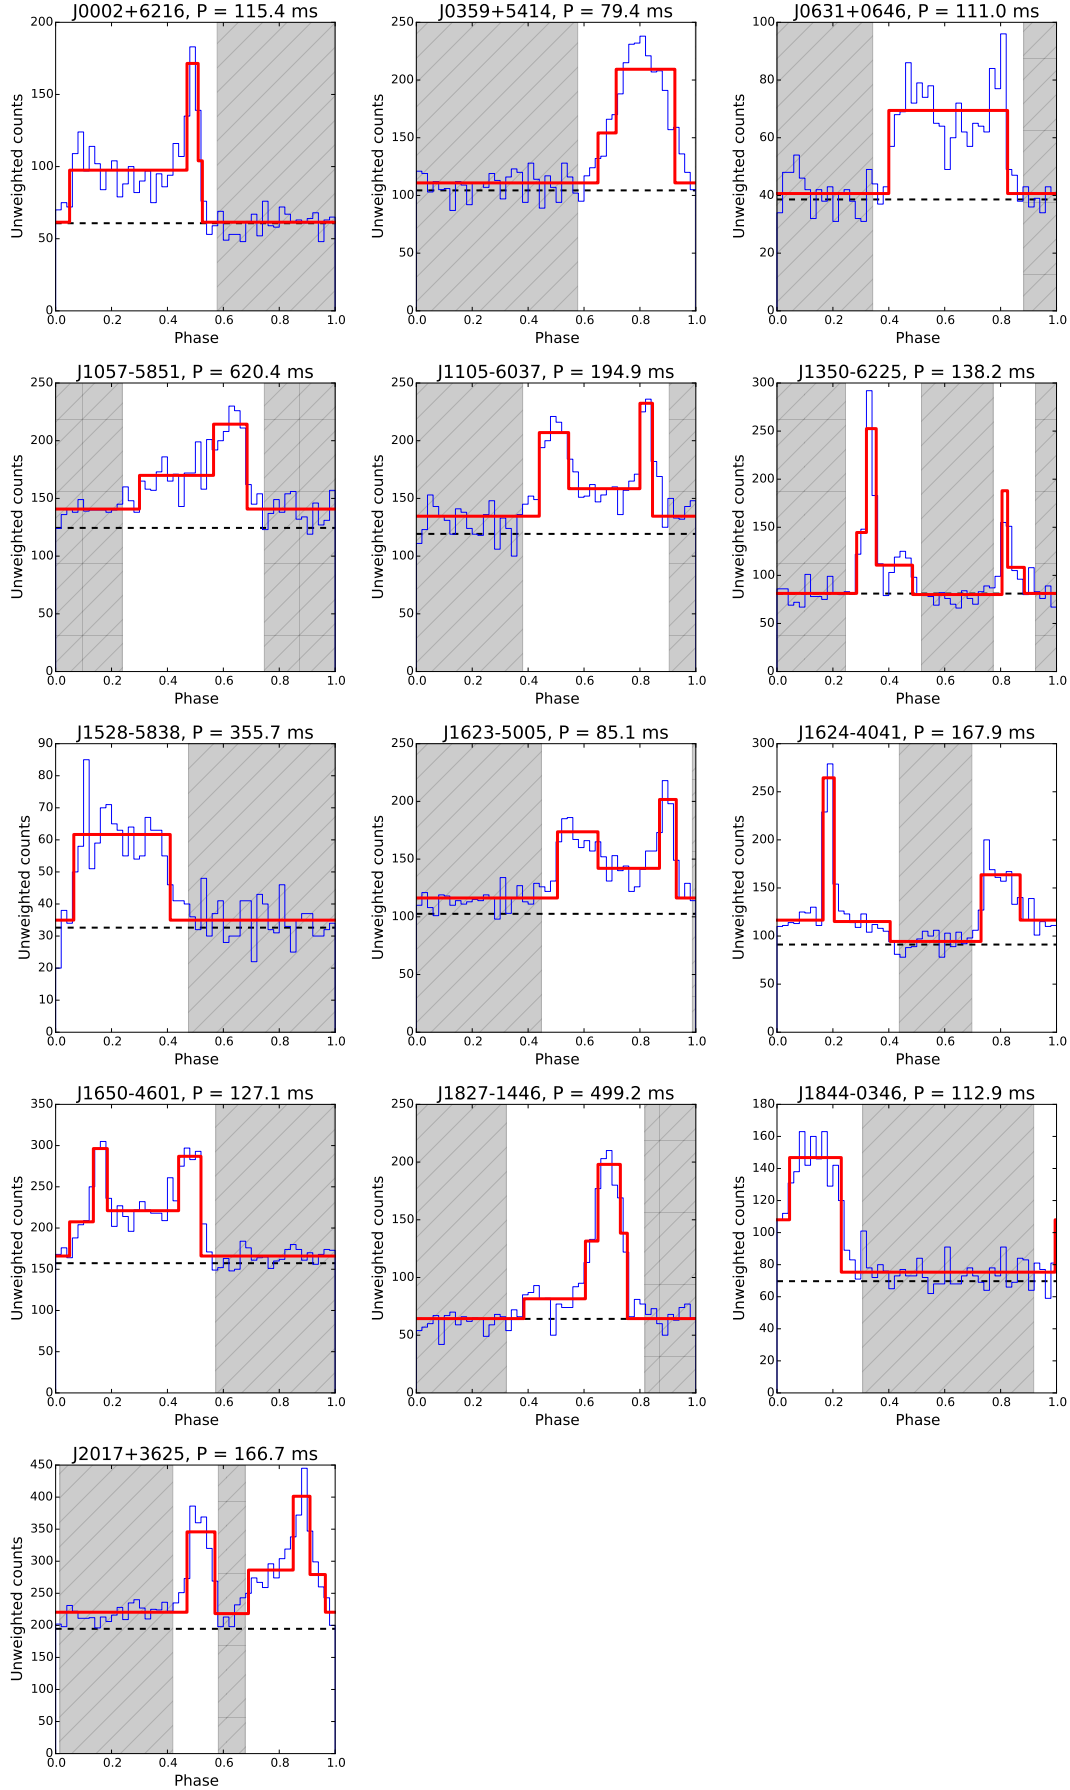 J0002+6216, P = 115.4 ms
Unweighted counts
200
150
100
50
0
0.0 0.2 0.4 0.6 0.8 1.0
Phase
J0359+5414, P = 79.4 ms
Unweighted counts
250
200
150
100
50
0
0.0 0.2 0.4 0.6 0.8 1.0
Phase
J0631+0646, P = 111.0 ms
Unweighted counts
100
80
60
40
20
0
0.0 0.2 0.4 0.6 0.8 1.0
Phase
J1057-5851, P = 620.4 ms
Unweighted counts
250
200
150
100
50
0
0.0 0.2 0.4 0.6 0.8 1.0
Phase
J1105-6037, P = 194.9 ms
Unweighted counts
250
200
150
100
50
0
0.0 0.2 0.4 0.6 0.8 1.0
Phase
J1350-6225, P = 138.2 ms
Unweighted counts
300
250
200
150
100
50
0
0.0 0.2 0.4 0.6 0.8 1.0
Phase
J1528-5838, P = 355.7 ms
Unweighted counts
90
80
70
60
50
40
30
20
10
0
0.0 0.2 0.4 0.6 0.8 1.0
Phase
J1623-5005, P = 85.1 ms
Unweighted counts
250
200
150
100
50
0
0.0 0.2 0.4 0.6 0.8 1.0
Phase
J1624-4041, P = 167.9 ms
Unweighted counts
300
250
200
150
100
50
0
0.0 0.2 0.4 0.6 0.8 1.0
Phase
J1650-4601, P = 127.1 ms
Unweighted counts
350
300
250
200
150
100
50
0
0.0 0.2 0.4 0.6 0.8 1.0
Phase
J1827-1446, P = 499.2 ms
Unweighted counts
250
200
150
100
50
0
0.0 0.2 0.4 0.6 0.8 1.0
Phase
J1844-0346, P = 112.9 ms
Unweighted counts
180
160
140
120
100
80
60
40
20
0
0.0 0.2 0.4 0.6 0.8 1.0
Phase
J2017+3625, P = 166.7 ms
Unweighted counts
450
400
350
300
250
200
150
100
50
0
0.0 0.2 0.4 0.6 0.8 1.0
Phase